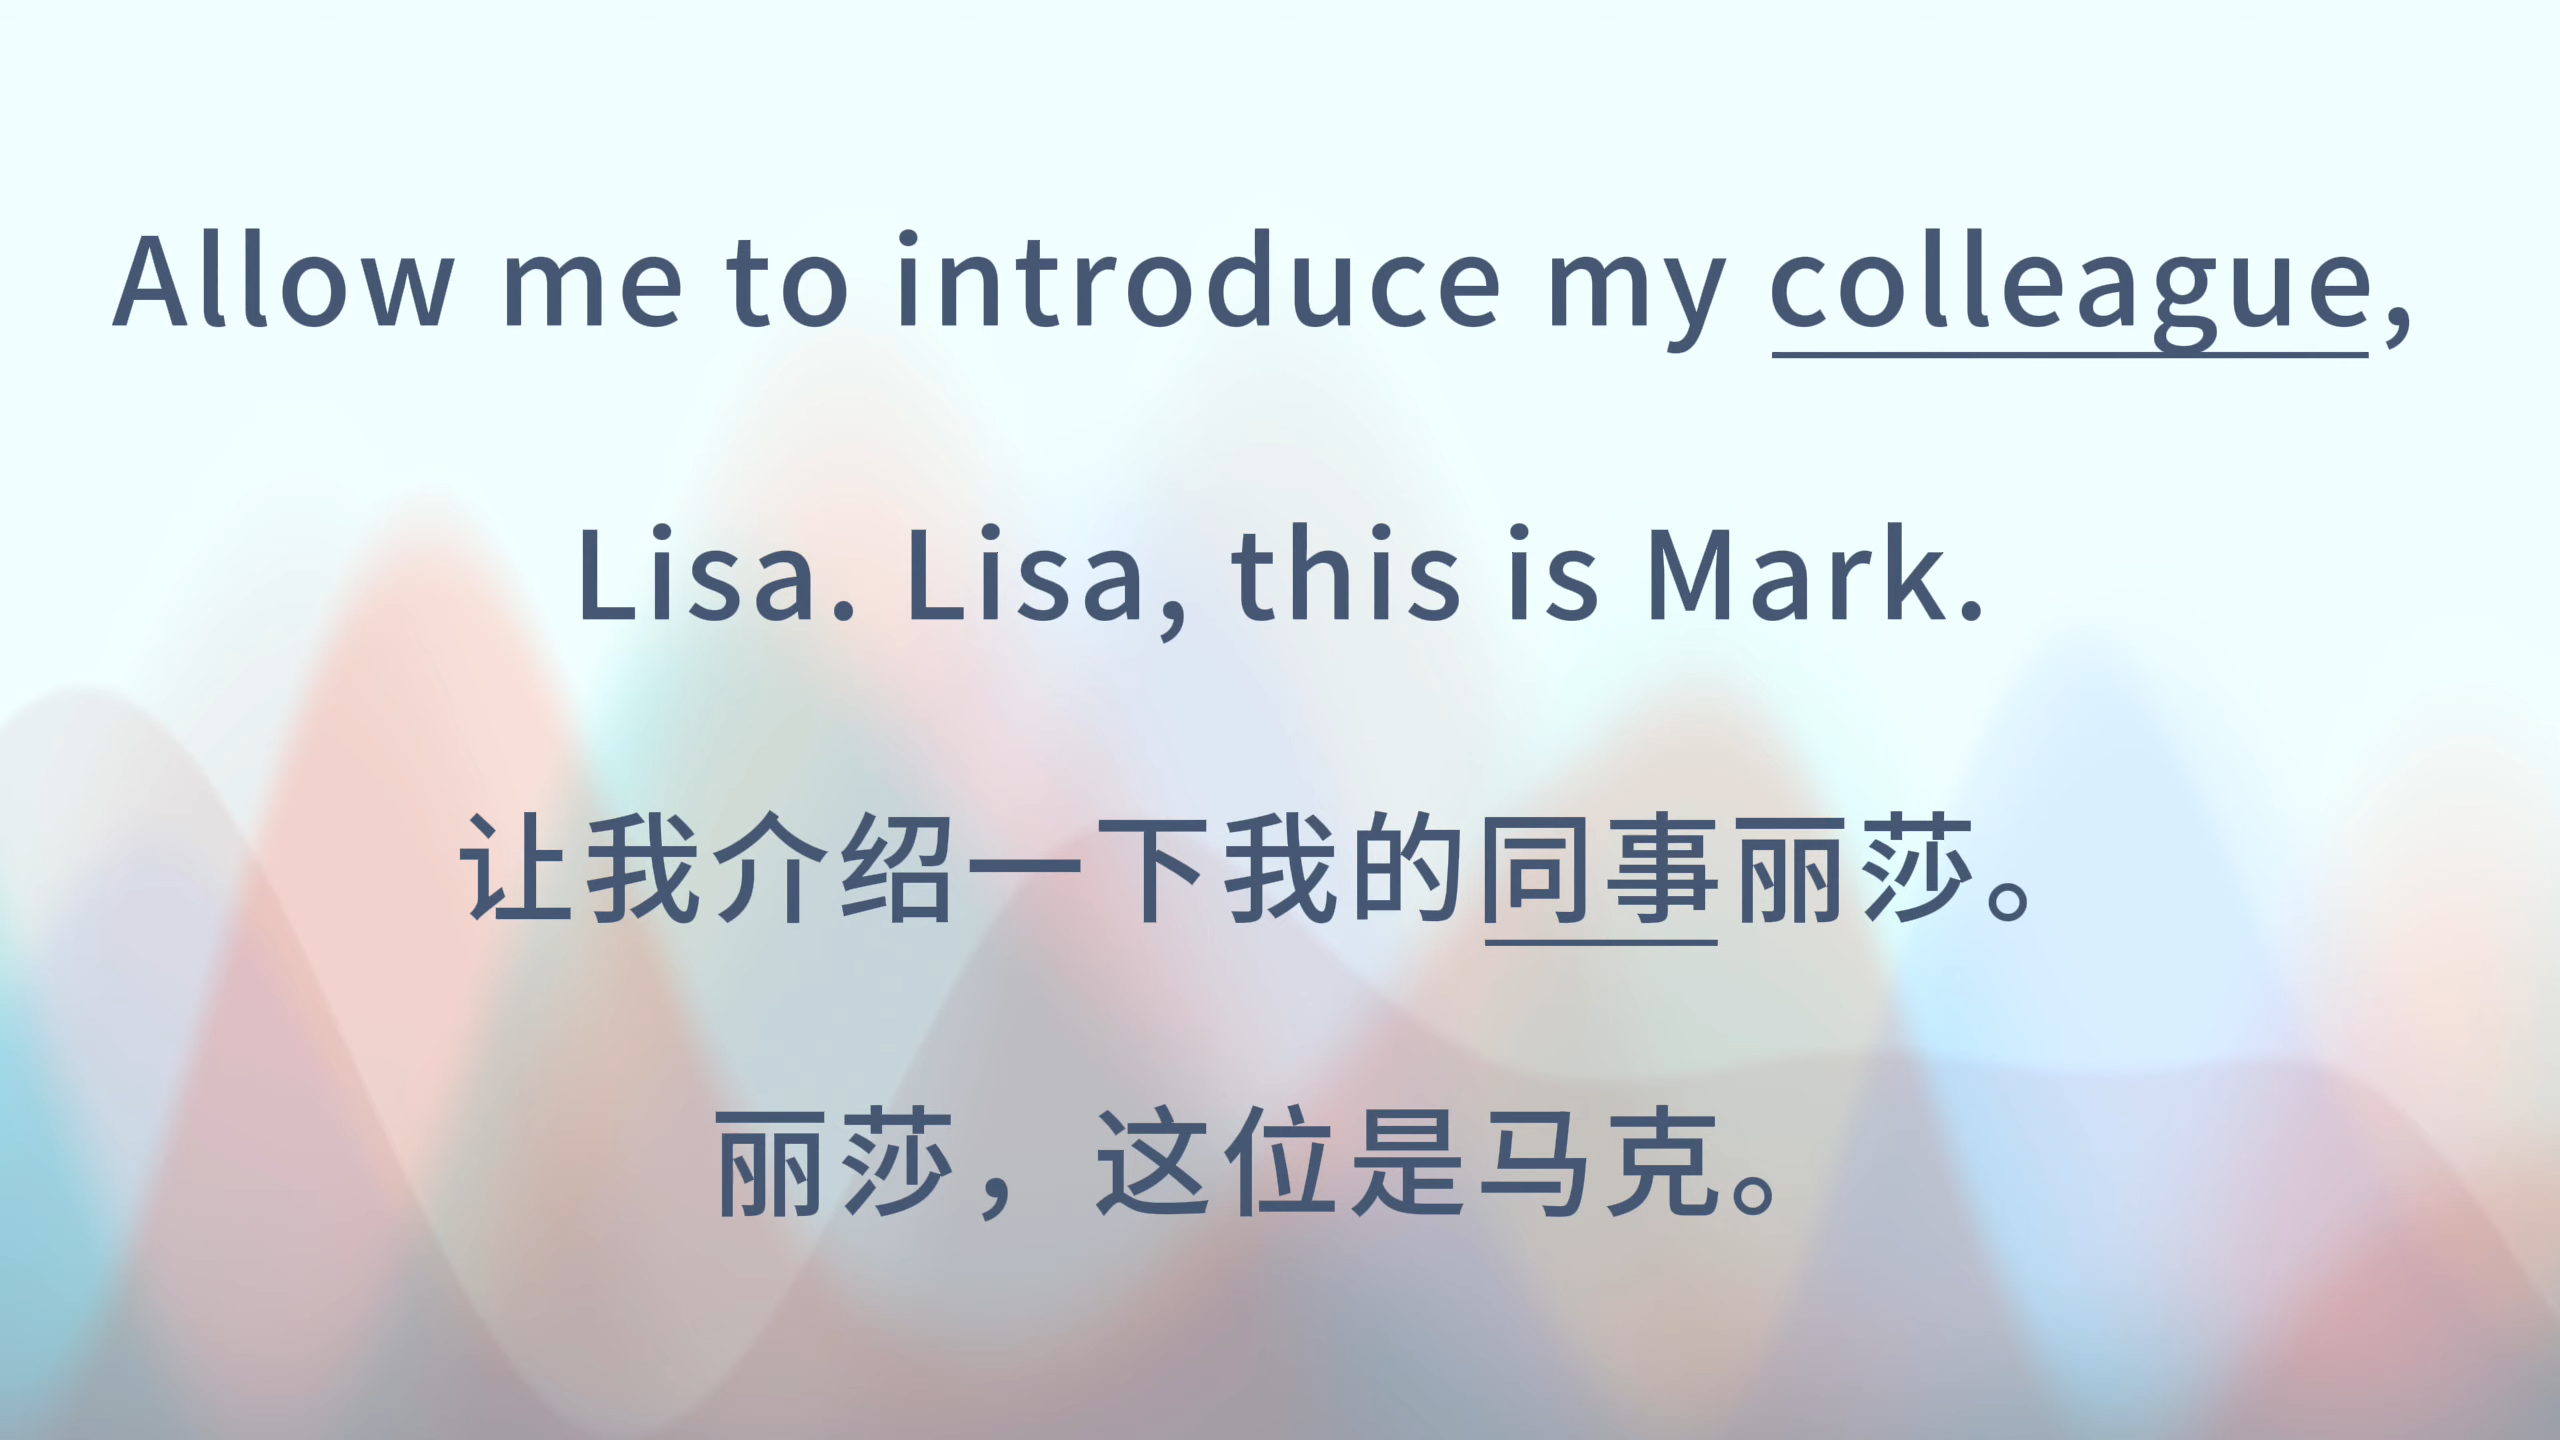 Allow me to introduce my colleague,
Lisa. Lisa, this is Mark.
让我介绍一下我的同事丽莎。
丽莎，这位是马克。